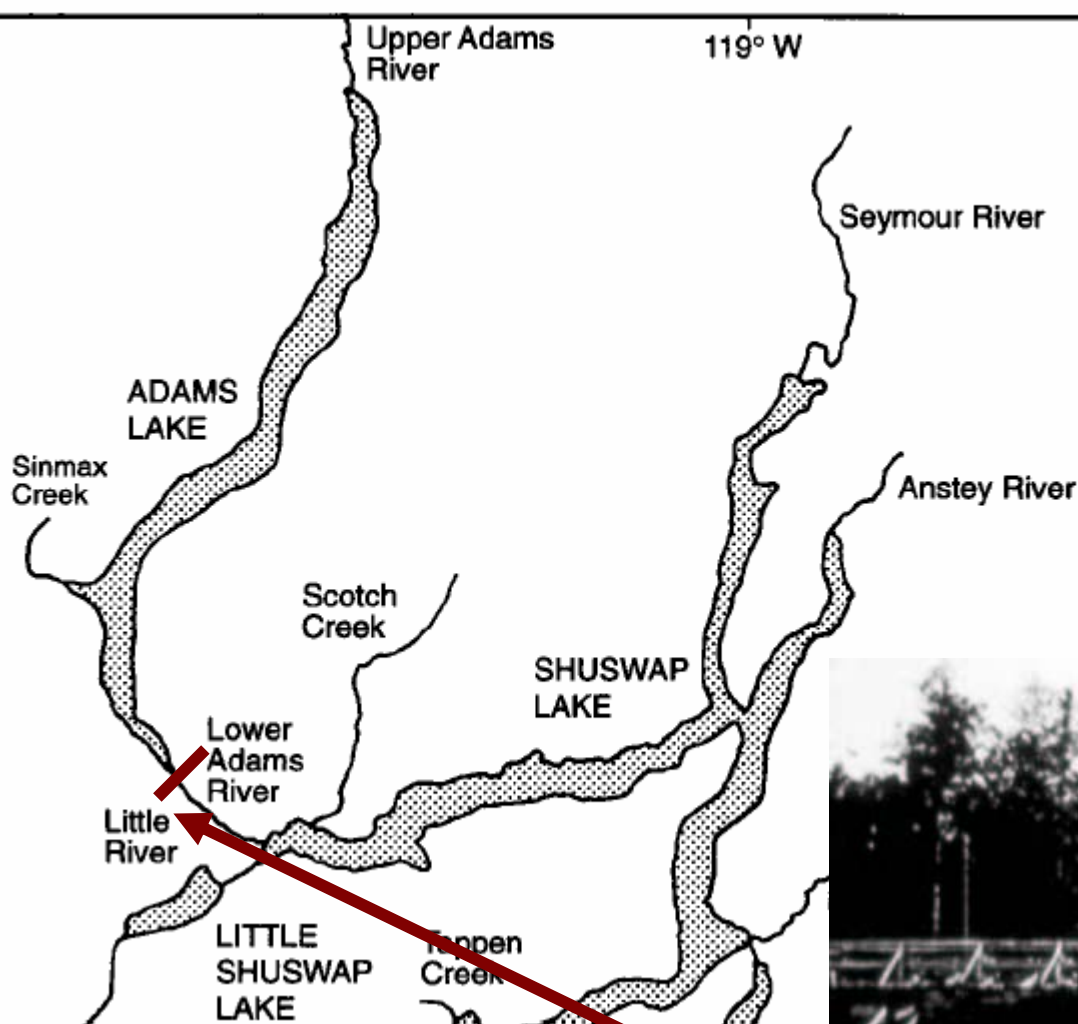 Upper Adams
River
119° W
Seymour River
ADAMS
LAKE
Sinmax
Creek
Anstey River
Scotch
Creek
SHUSWAP
LAKE
Lower
Adams
River
Little
River
LITTLE
SHUSWAP
LAKE
Tappen
Creek